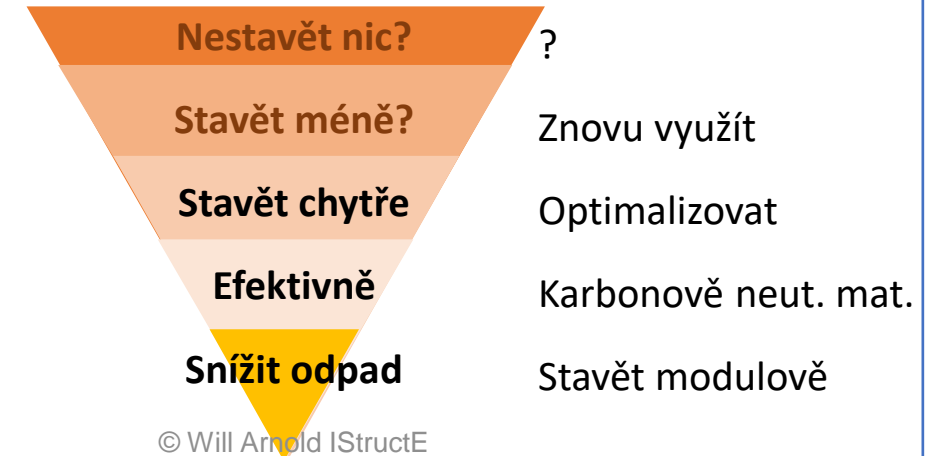 Nestavět nic?
?
Stavět méně?
Znovu využít
Stavět chytře
Optimalizovat
Efektivně
Karbonově neut. mat.
Snížit odpad
Stavět modulově
© Will Arnold IStructE